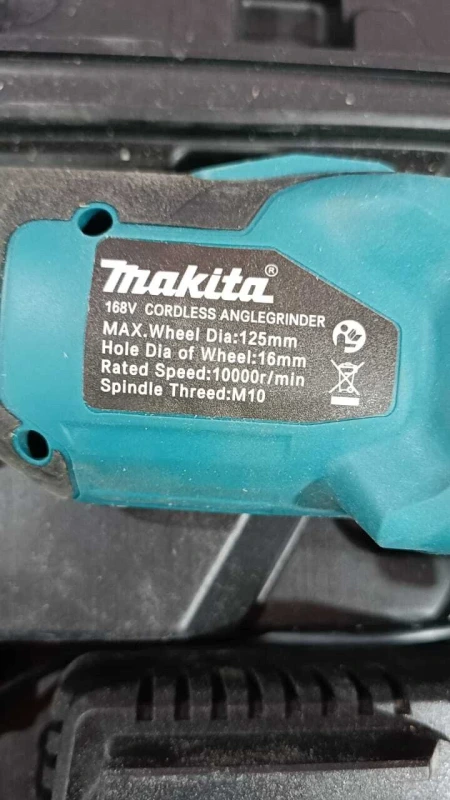 makita®
168V CORDLESS ANGLEGRINDER
MAX.Wheel Dia:125mm
Hole Dia of Wheel:16mm
Rated Speed:10000r/min
Spindle Threed:M10